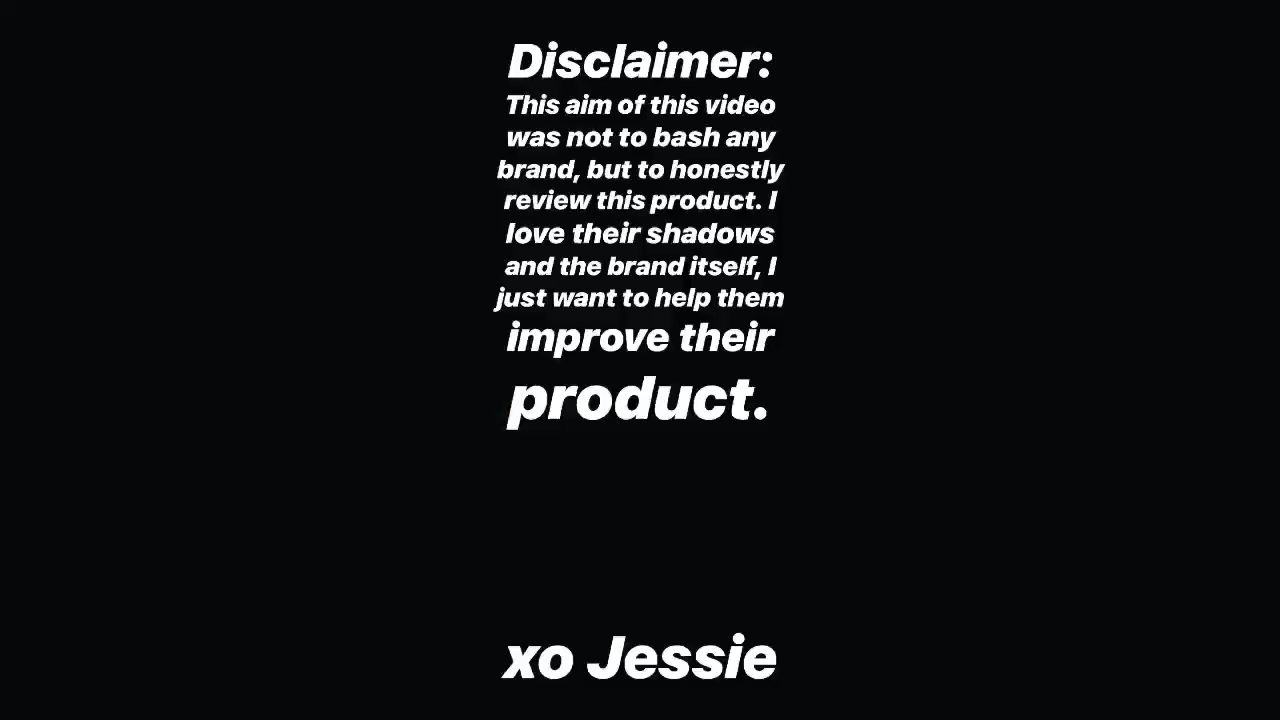 Disclaimer:
This aim of this video
was not to bash any
brand, but to honestly
review this product. I
love their shadows
and the brand itself, I
just want to help them
improve their
product.
xo Jessie